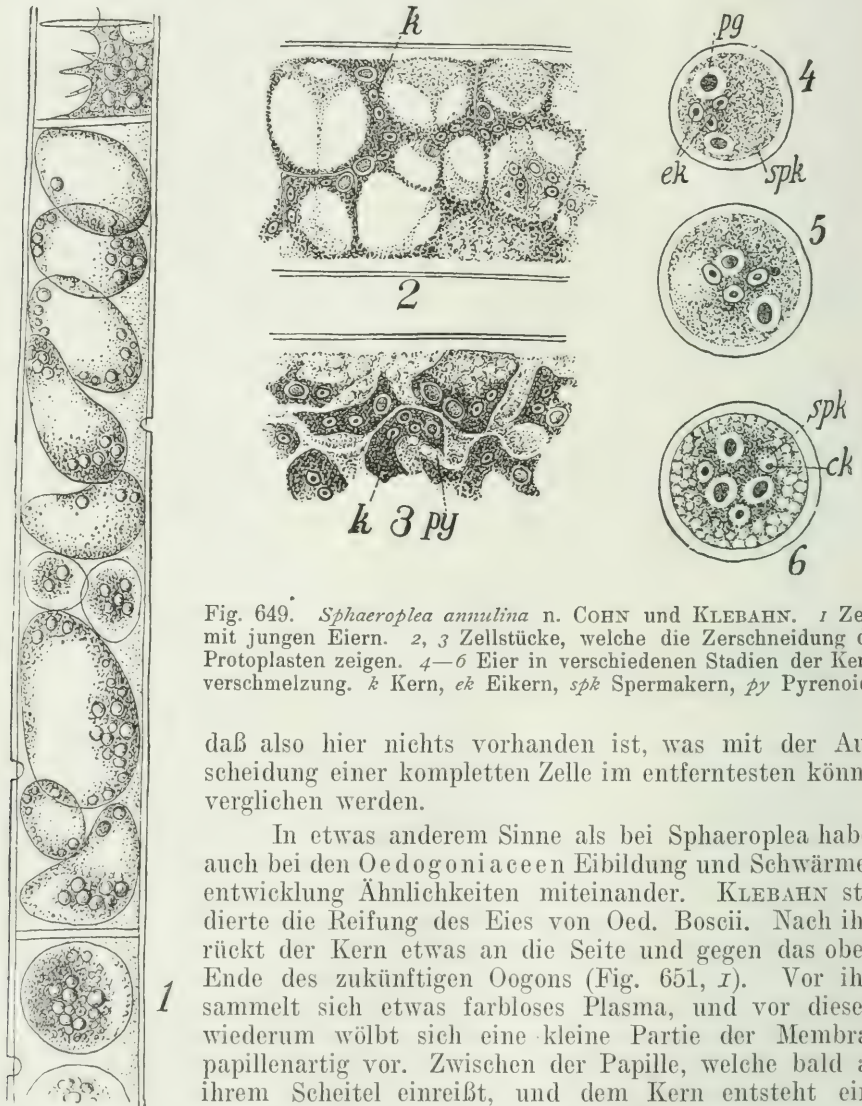 k
pg
4
ek
spk
5
2
spk
ck
k 3 py
6
1
Fig. 649. Sphaeroplea annulina n. COHN und KLEBAHN. 1 Ze
mit jungen Eiern. 2, 3 Zellstücke, welche die Zerschneidung d
Protoplasten zeigen. 4—6 Eier in verschiedenen Stadien der Ker
verschmelzung. k Kern, ek Eikern, spk Spermakern, py Pyrenoid
daß also hier nichts vorhanden ist, was mit der Au
scheidung einer kompletten Zelle im entferntesten könn
verglichen werden.
In etwas anderem Sinne als bei Sphaeroplea hab
auch bei den Oedogoniaceen Eibildung und Schwärme
entwicklung Ähnlichkeiten miteinander. KLEBAHN stu
dierte die Reifung des Eies von Oed. Boscii. Nach ih
rückt der Kern etwas an die Seite und gegen das obe
Ende des zukünftigen Oogons (Fig. 651, 1). Vor ih
sammelt sich etwas farbloses Plasma, und vor diese
wiederum wölbt sich eine kleine Partie der Membra
papillenartig vor. Zwischen der Papille, welche bald a
ihrem Scheitel einreißt, und dem Kern entsteht ein